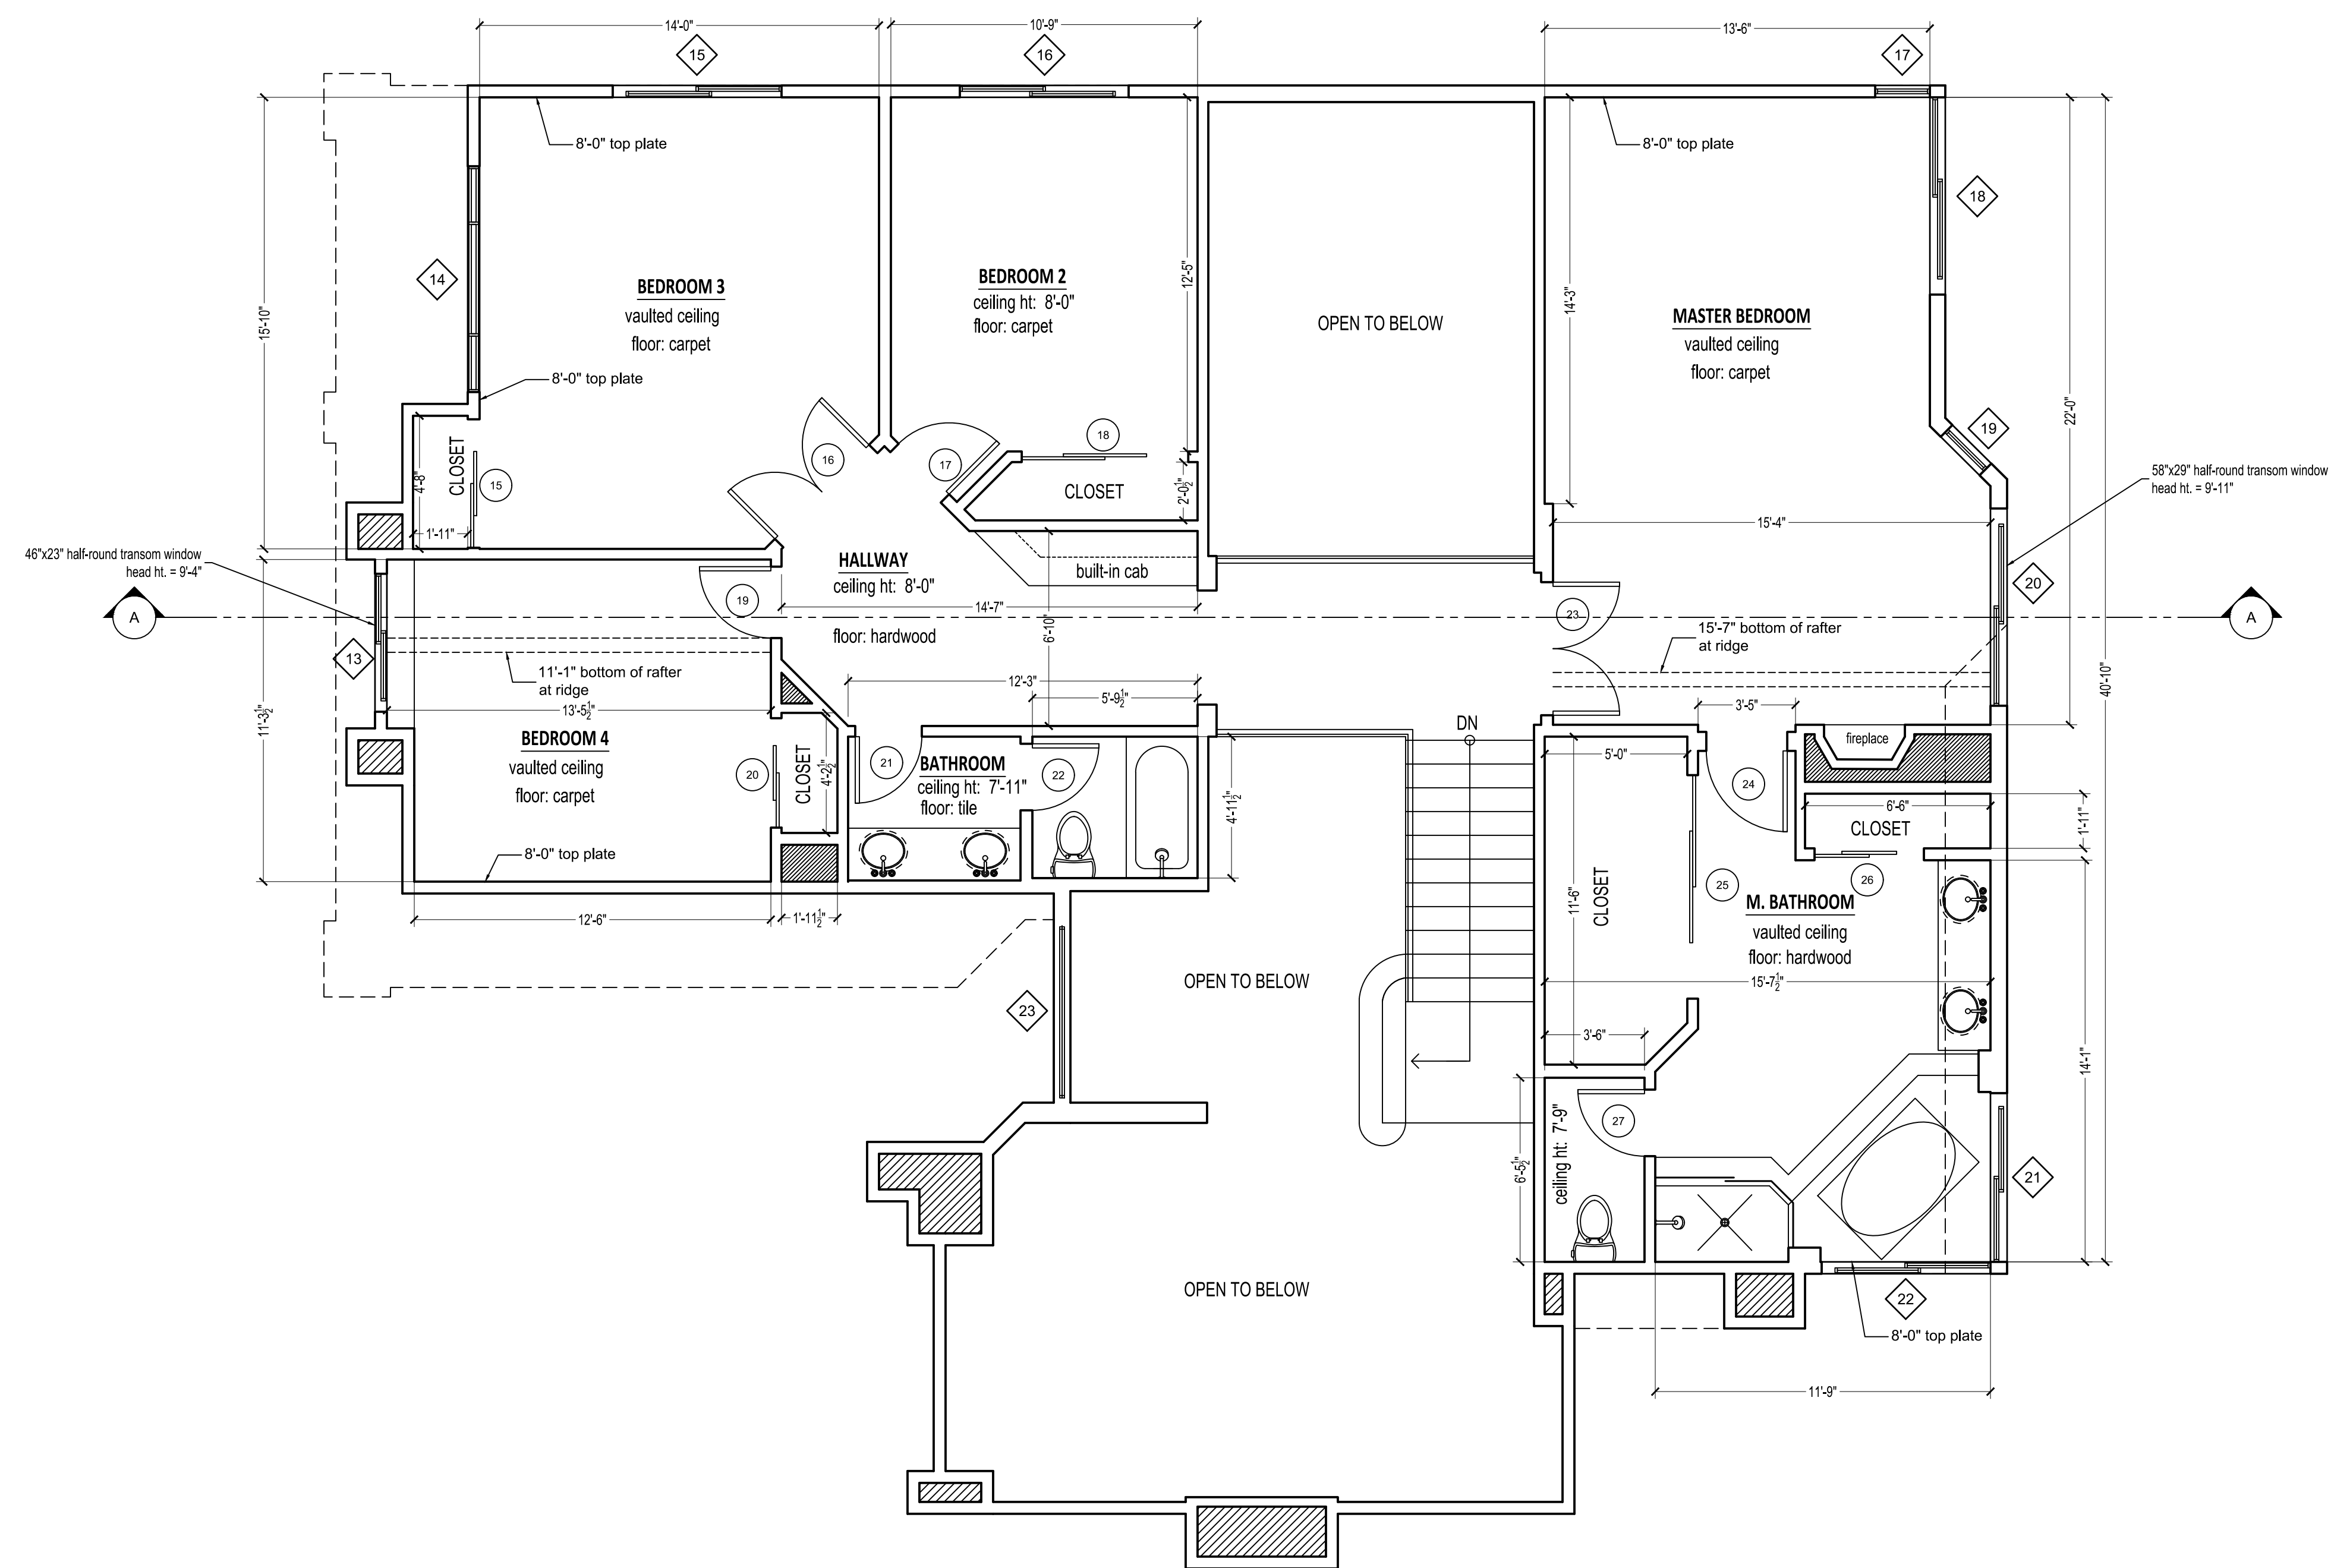 14'-0"
10'-9"
13'-6"
15
16
17
8'-0" top plate
8'-0" top plate
18
14
BEDROOM 3
vaulted ceiling
floor: carpet
BEDROOM 2
ceiling ht: 8'-0"
floor: carpet
12'-5"
OPEN TO BELOW
14'-3"
MASTER BEDROOM
vaulted ceiling
floor: carpet
15'-10"
8'-0" top plate
22'-0"
19
CLOSET
4'-8"
15
1'-11"
16
17
18
CLOSET
2'-0½"
15'-4"
58"x29" half-round transom window
head ht. = 9'-11"
46"x23" half-round transom window
head ht. = 9'-4"
HALLWAY
ceiling ht: 8'-0"
built-in cab
14'-7"
floor: hardwood
6'-10"
19
20
A
A
23
13
15'-7" bottom of rafter
at ridge
11'-1" bottom of rafter
at ridge
40'-10"
11'-3½"
13'-5½"
12'-3"
5'-9½"
3'-5"
DN
BEDROOM 4
vaulted ceiling
floor: carpet
20
CLOSET
4'-2½"
21
BATHROOM
ceiling ht: 7'-11"
floor: tile
22
4'-11½"
5'-0"
fireplace
24
6'-6"
CLOSET
1'-11"
8'-0" top plate
25
26
12'-6"
1'-11½"
11'-6"
CLOSET
M. BATHROOM
vaulted ceiling
floor: hardwood
15'-7½"
OPEN TO BELOW
23
3'-6"
14'-1"
27
ceiling ht: 7'-9"
6'-5½"
21
OPEN TO BELOW
22
8'-0" top plate
11'-9"